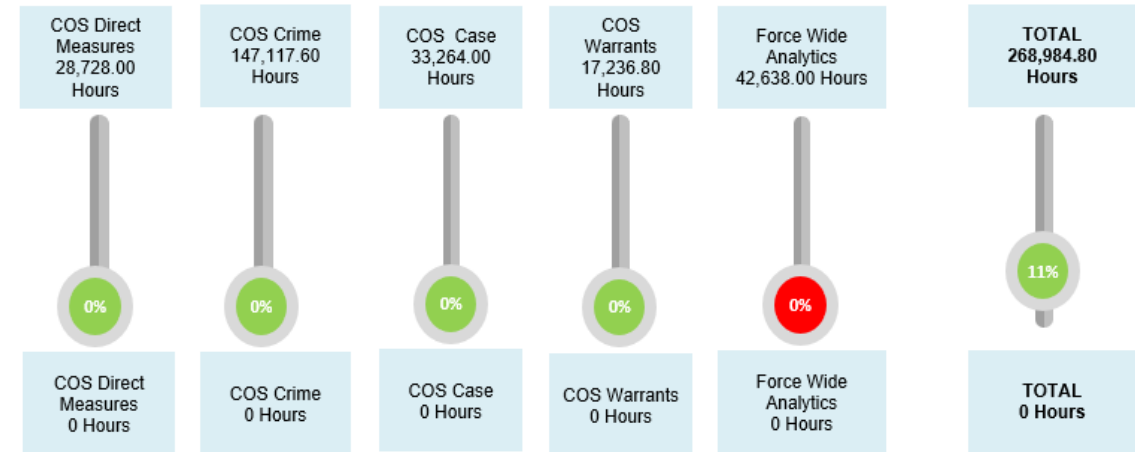 COS Direct
Measures
28,728.00
Hours
COS Crime
147,117.60
Hours
COS Case
33,264.00
Hours
COS
Warrants
17,236.80
Hours
Force Wide
Analytics
42,638.00 Hours
TOTAL
268,984.80
Hours
0%
0%
0%
0%
0%
11%
COS Direct
Measures
0 Hours
COS Crime
0 Hours
COS Case
0 Hours
COS Warrants
0 Hours
Force Wide
Analytics
0 Hours
TOTAL
0 Hours